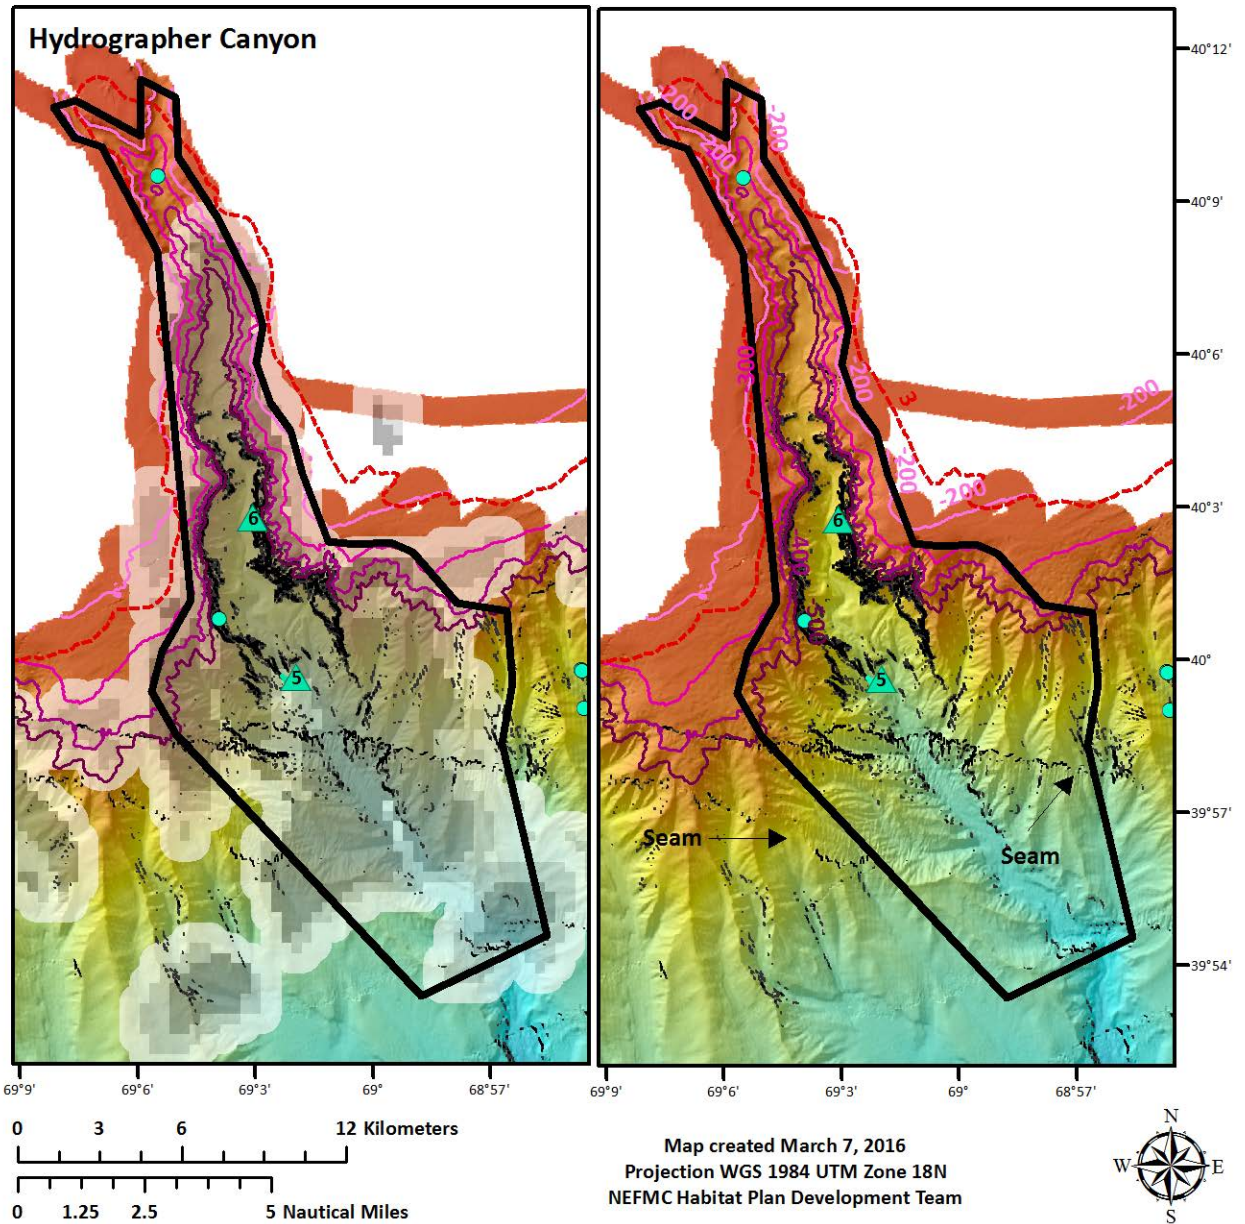 Hydrographer Canyon
6
5
-200
-200
-200
300
-200
3
-200
-200
-200
6
400
500
5
Seam
Seam
40°12'
40°9'
40°6'
40°3'
40°
39°57'
39°54'
69°9' 69°6' 69°3' 69° 68°57'
69°9' 69°6' 69°3' 69° 68°57'
0 3 6 12 Kilometers
0 1.25 2.5 5 Nautical Miles
Map created March 7, 2016
Projection WGS 1984 UTM Zone 18N
NEFMC Habitat Plan Development Team
N
W E
S